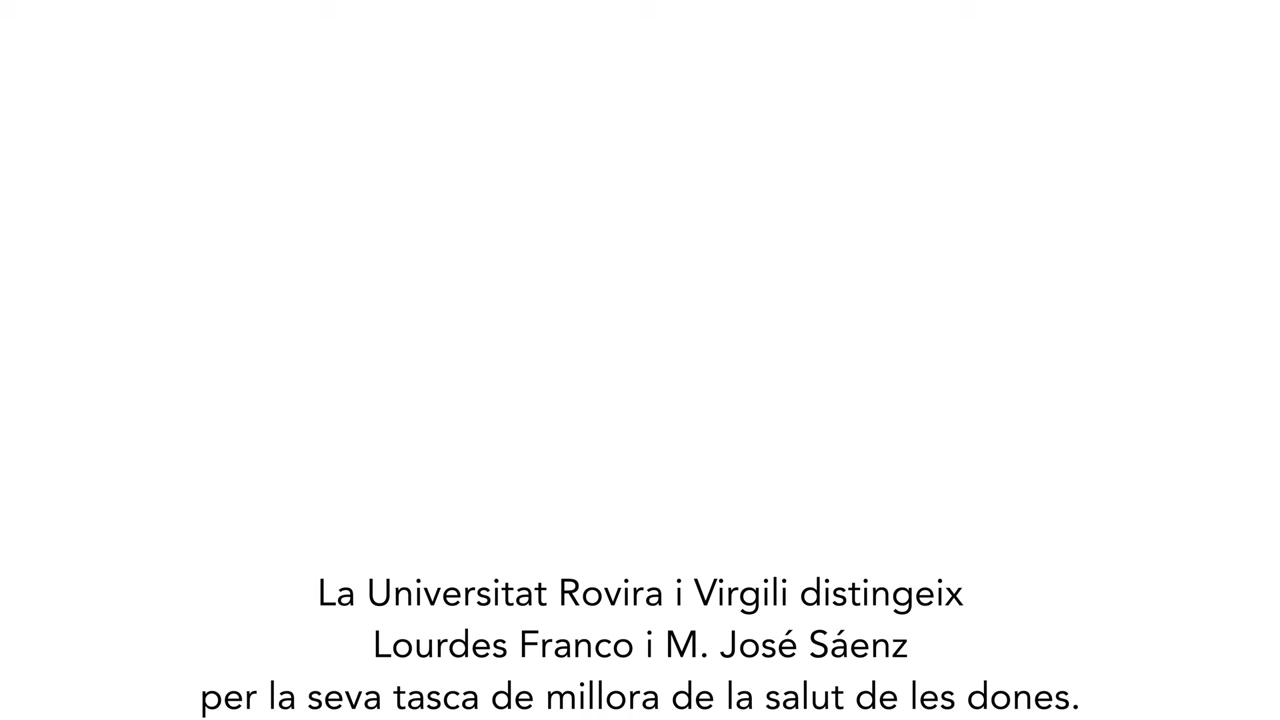 La Universitat Rovira i Virgili distingeix
Lourdes Franco i M. José Sáenz
per la seva tasca de millora de la salut de les dones.